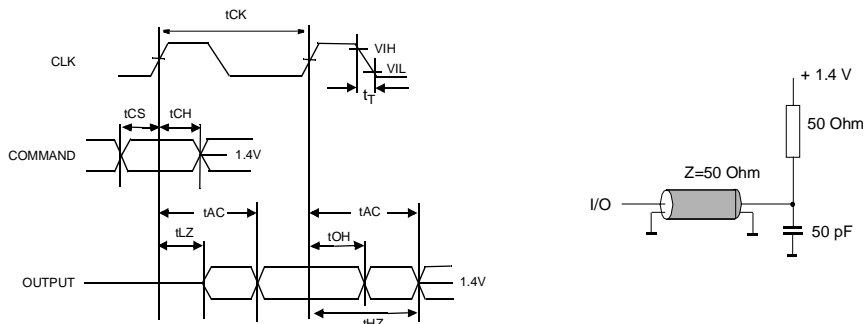 tCK
CLK
VIH
VIL
tT
tCS
tCH
COMMAND
1.4V
tAC
tAC
tLZ
tOH
OUTPUT
1.4V
tHZ
+ 1.4 V
50 Ohm
Z=50 Ohm
I/O
50 pF